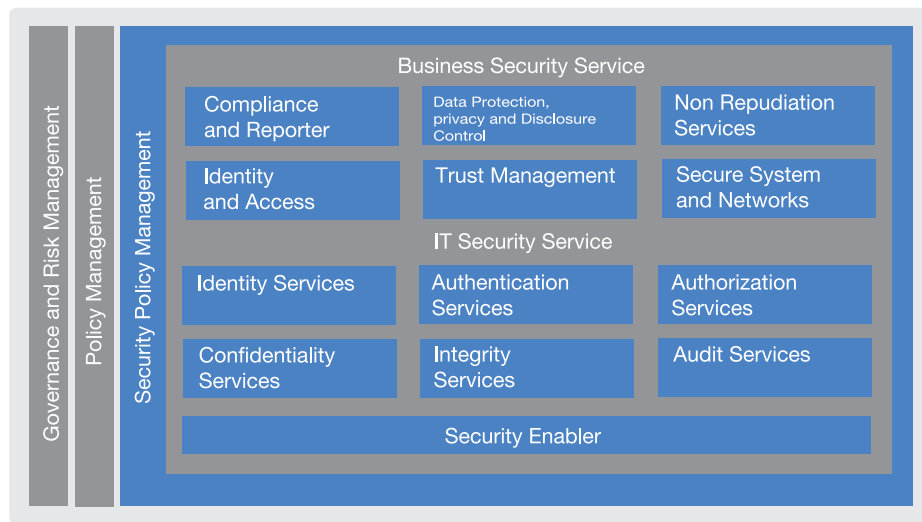 Governance and Risk Management
Policy Management
Security Policy Management
Business Security Service
Compliance
and Reporter
Data Protection,
privacy and Disclosure
Control
Non Repudiation
Services
Identity
and Access
Trust Management
Secure System
and Networks
IT Security Service
Identity Services
Authentication
Services
Authorization
Services
Confidentiality
Services
Integrity
Services
Audit Services
Security Enabler